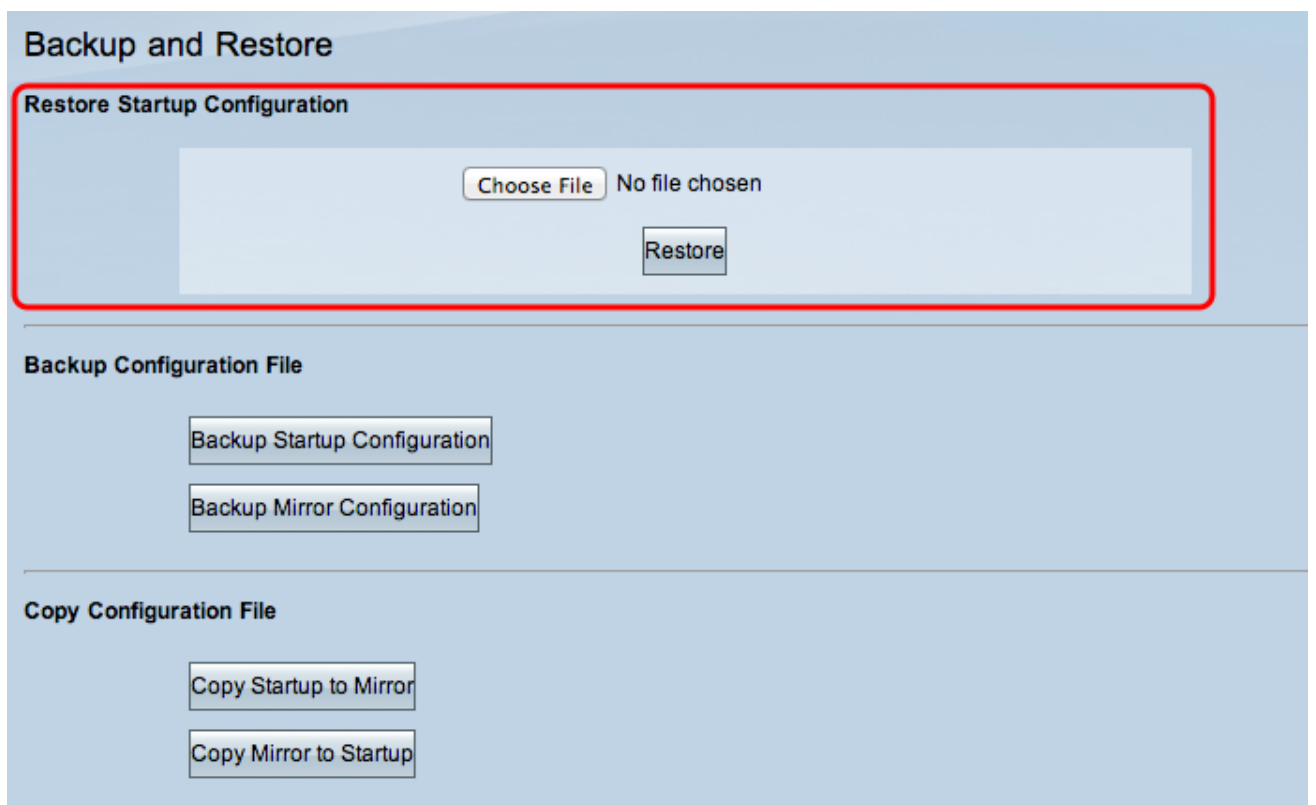 Backup and Restore
Restore Startup Configuration
Choose File No file chosen
Restore
Backup Configuration File
Backup Startup Configuration
Backup Mirror Configuration
Copy Configuration File
Copy Startup to Mirror
Copy Mirror to Startup